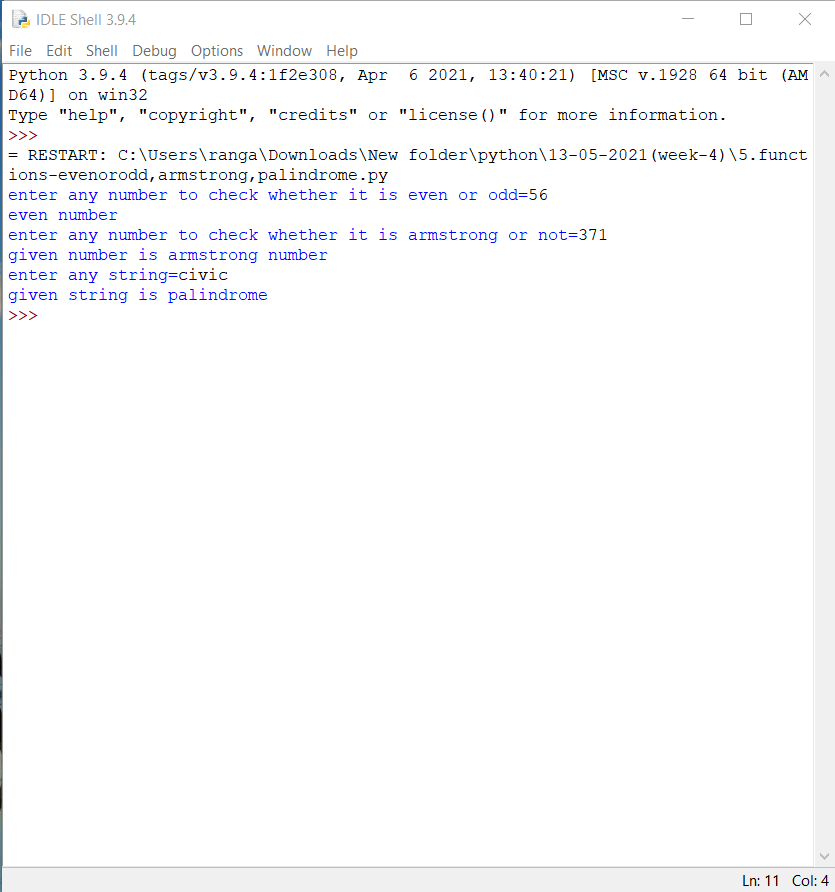 IDLE Shell 3.9.4
File Edit Shell Debug Options Window Help
Python 3.9.4 (tags/v3.9.4:1f2e308, Apr  6 2021, 13:40:21) [MSC v.1928 64 bit (AM
D64)] on win32
Type "help", "copyright", "credits" or "license()" for more information.
>>>
= RESTART: C:\Users\ranga\Downloads\New folder\python\13-05-2021(week-4)\5.funct
ions-evenorodd,armstrong,palindrome.py
enter any number to check whether it is even or odd=56
even number
enter any number to check whether it is armstrong or not=371
given number is armstrong number
enter any string=civic
given string is palindrome
>>>
Ln: 11 Col: 4